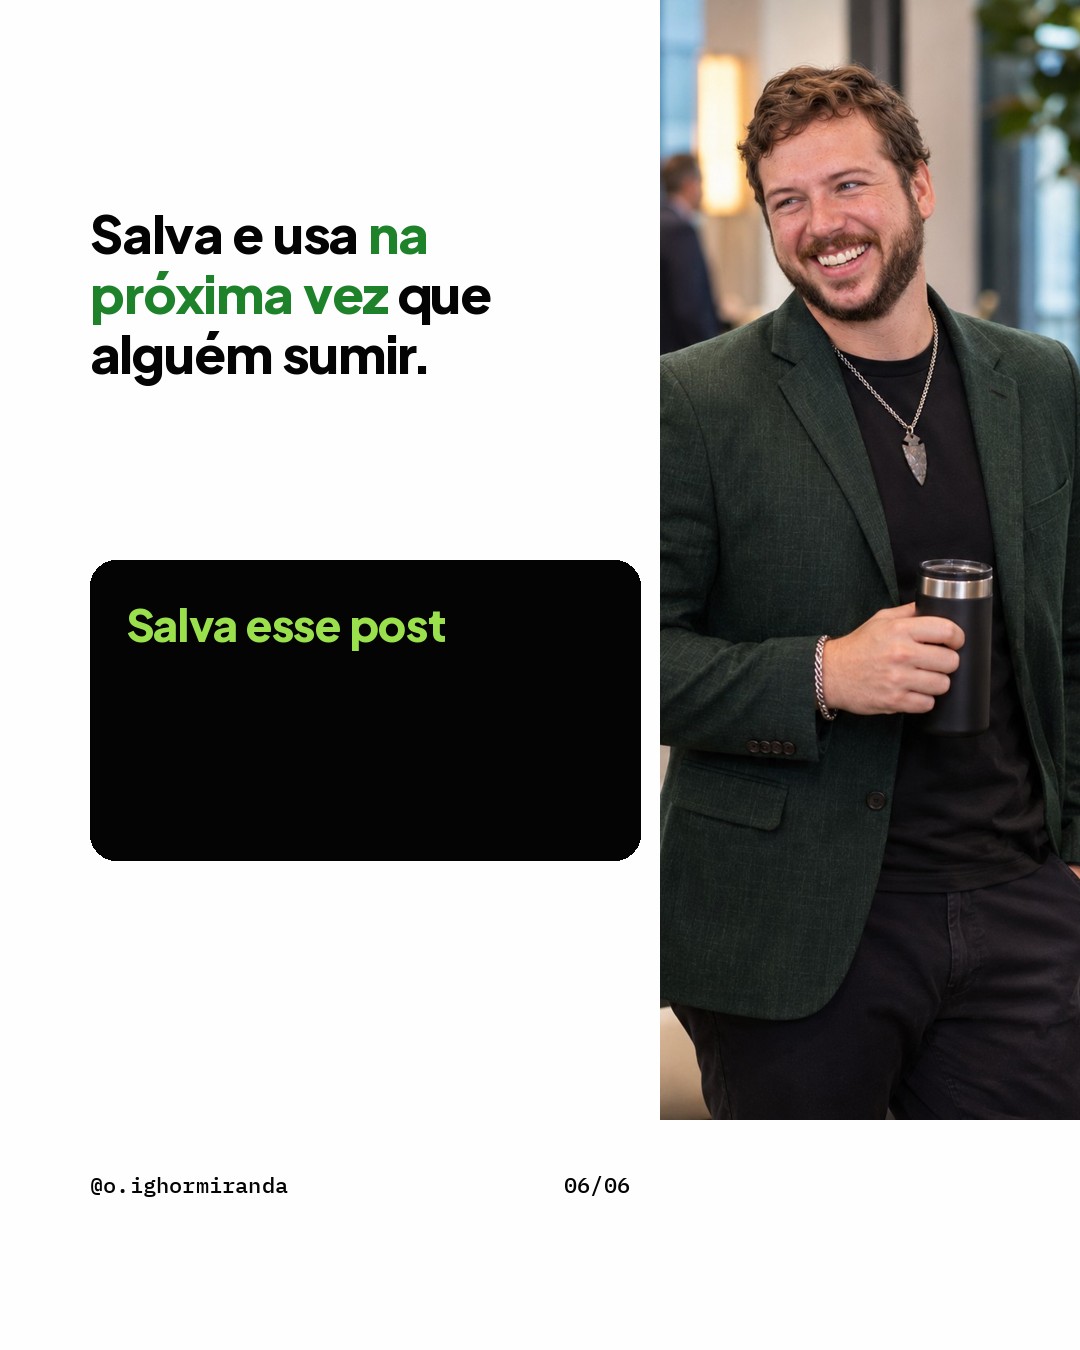 Salva e usa na
próxima vez que
alguém sumir.
Salva esse post
@o.ighormiranda
06/06